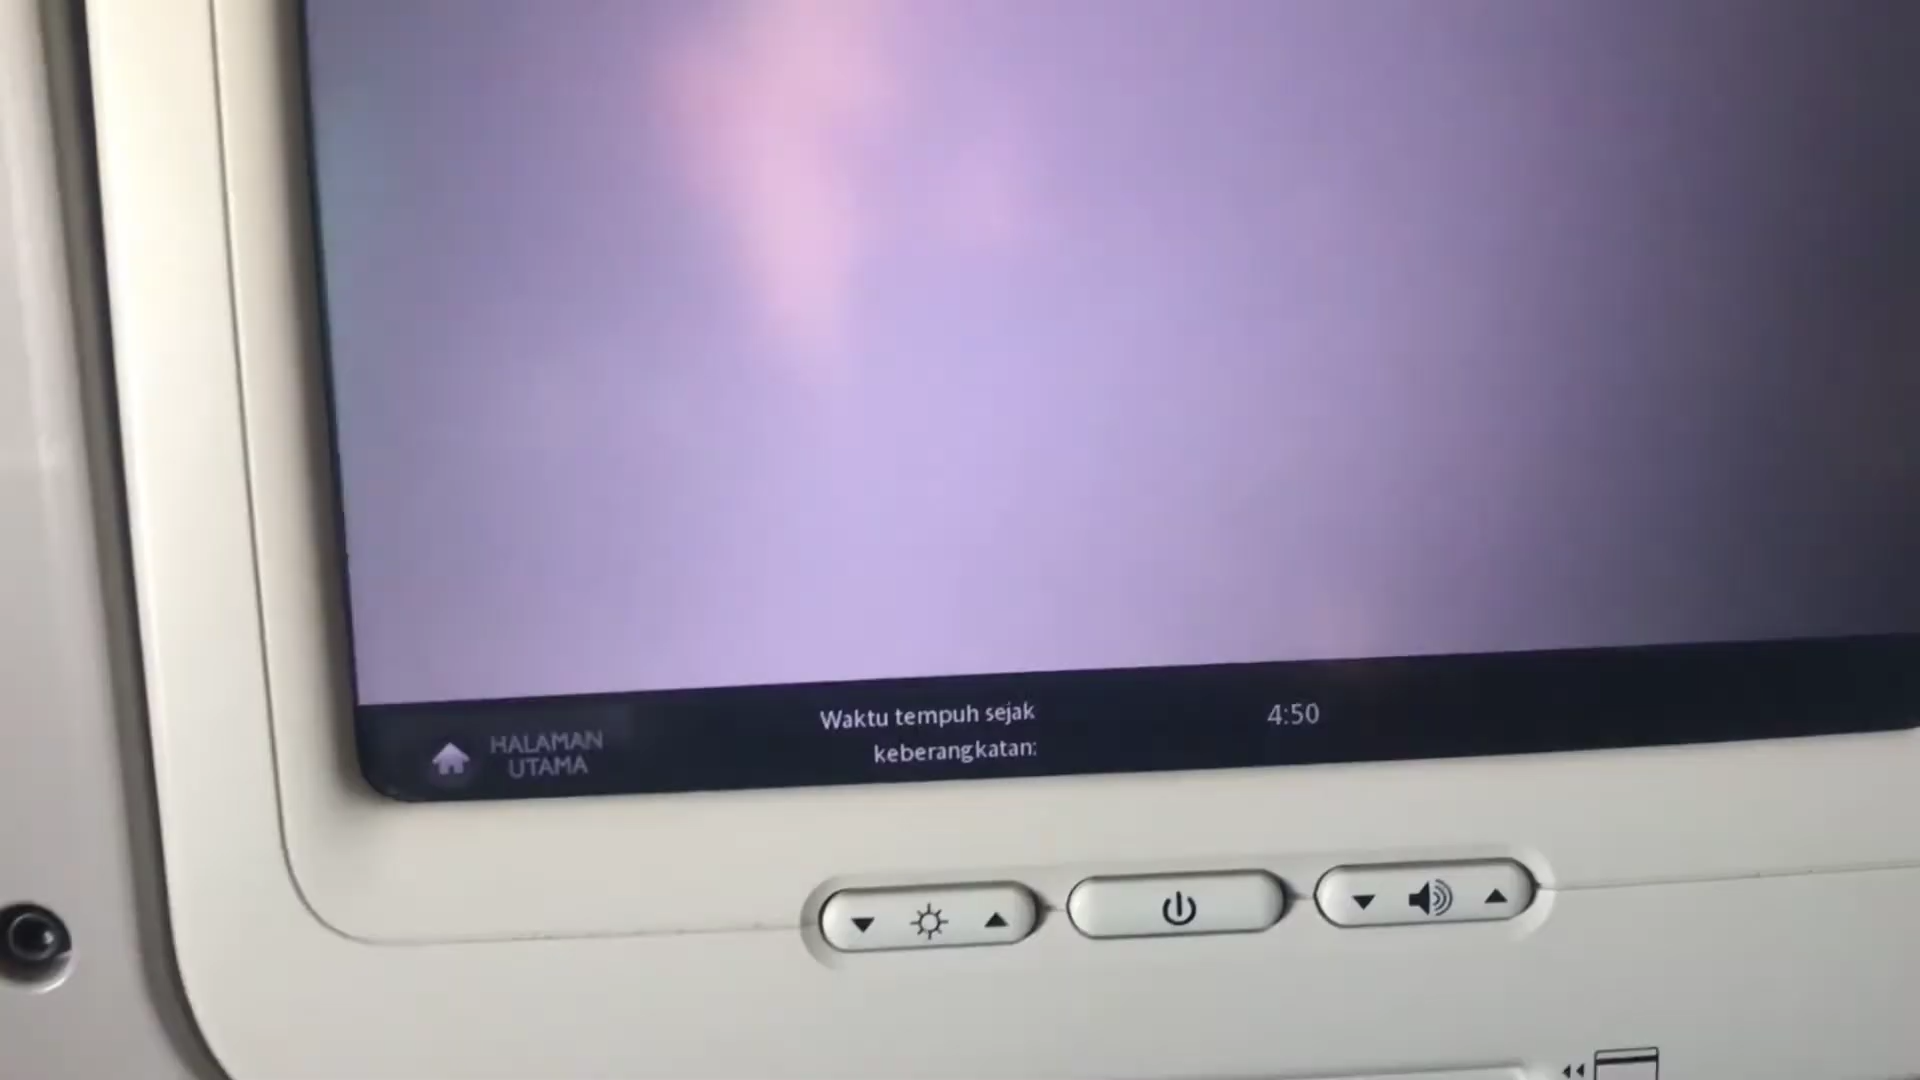 HALAMAN
UTAMA
Waktu tempuh sejak
keberangkatan:
4:50